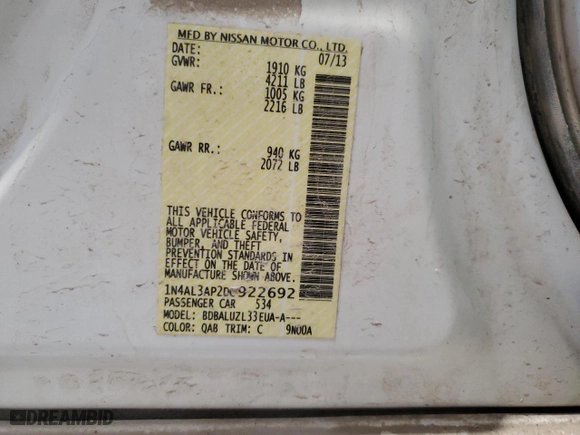 MFD BY NISSAN MOTOR CO., LTD.
DATE: 07/13
GVWR: 1910 KG
4211 LB
GAWR FR.: 1005 KG
2216 LB
GAWR RR.: 940 KG
2072 LB
THIS VEHICLE CONFORMS TO
ALL APPLICABLE FEDERAL
MOTOR VEHICLE SAFETY,
BUMPER, AND THEFT
PREVENTION STANDARDS IN
EFFECT ON THE DATE OF
MANUFACTURE SHOWN ABOVE.
PASSENGER CAR 534
MODEL: BDBALUZL33EUA-A---
COLOR: QAB TRIM: C 9N00A
DREAMBID